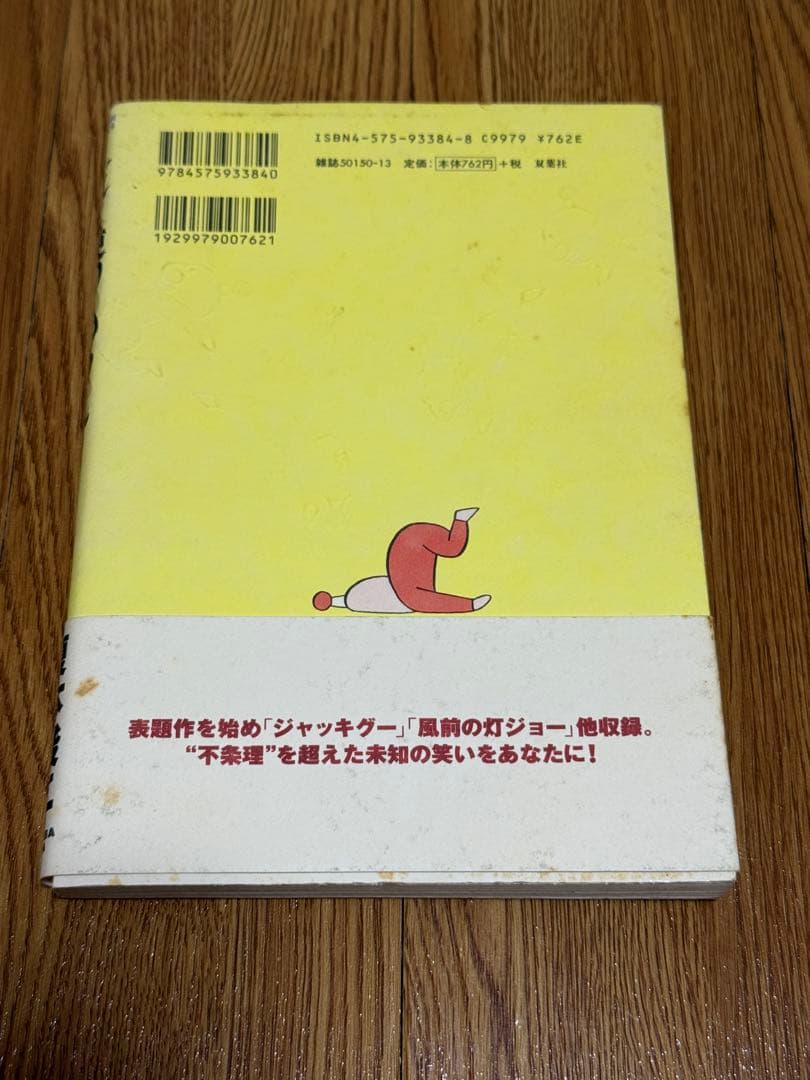 ISBN4-575-93384-8 C9979 ¥762E
雑誌50150-13 定価:本体762円+税 双葉社
9784575933840
1929979007621
表題作を始め「ジャッキグー」「風前の灯ジョー」他収録。
“不条理”を超えた未知の笑いをあなたに！